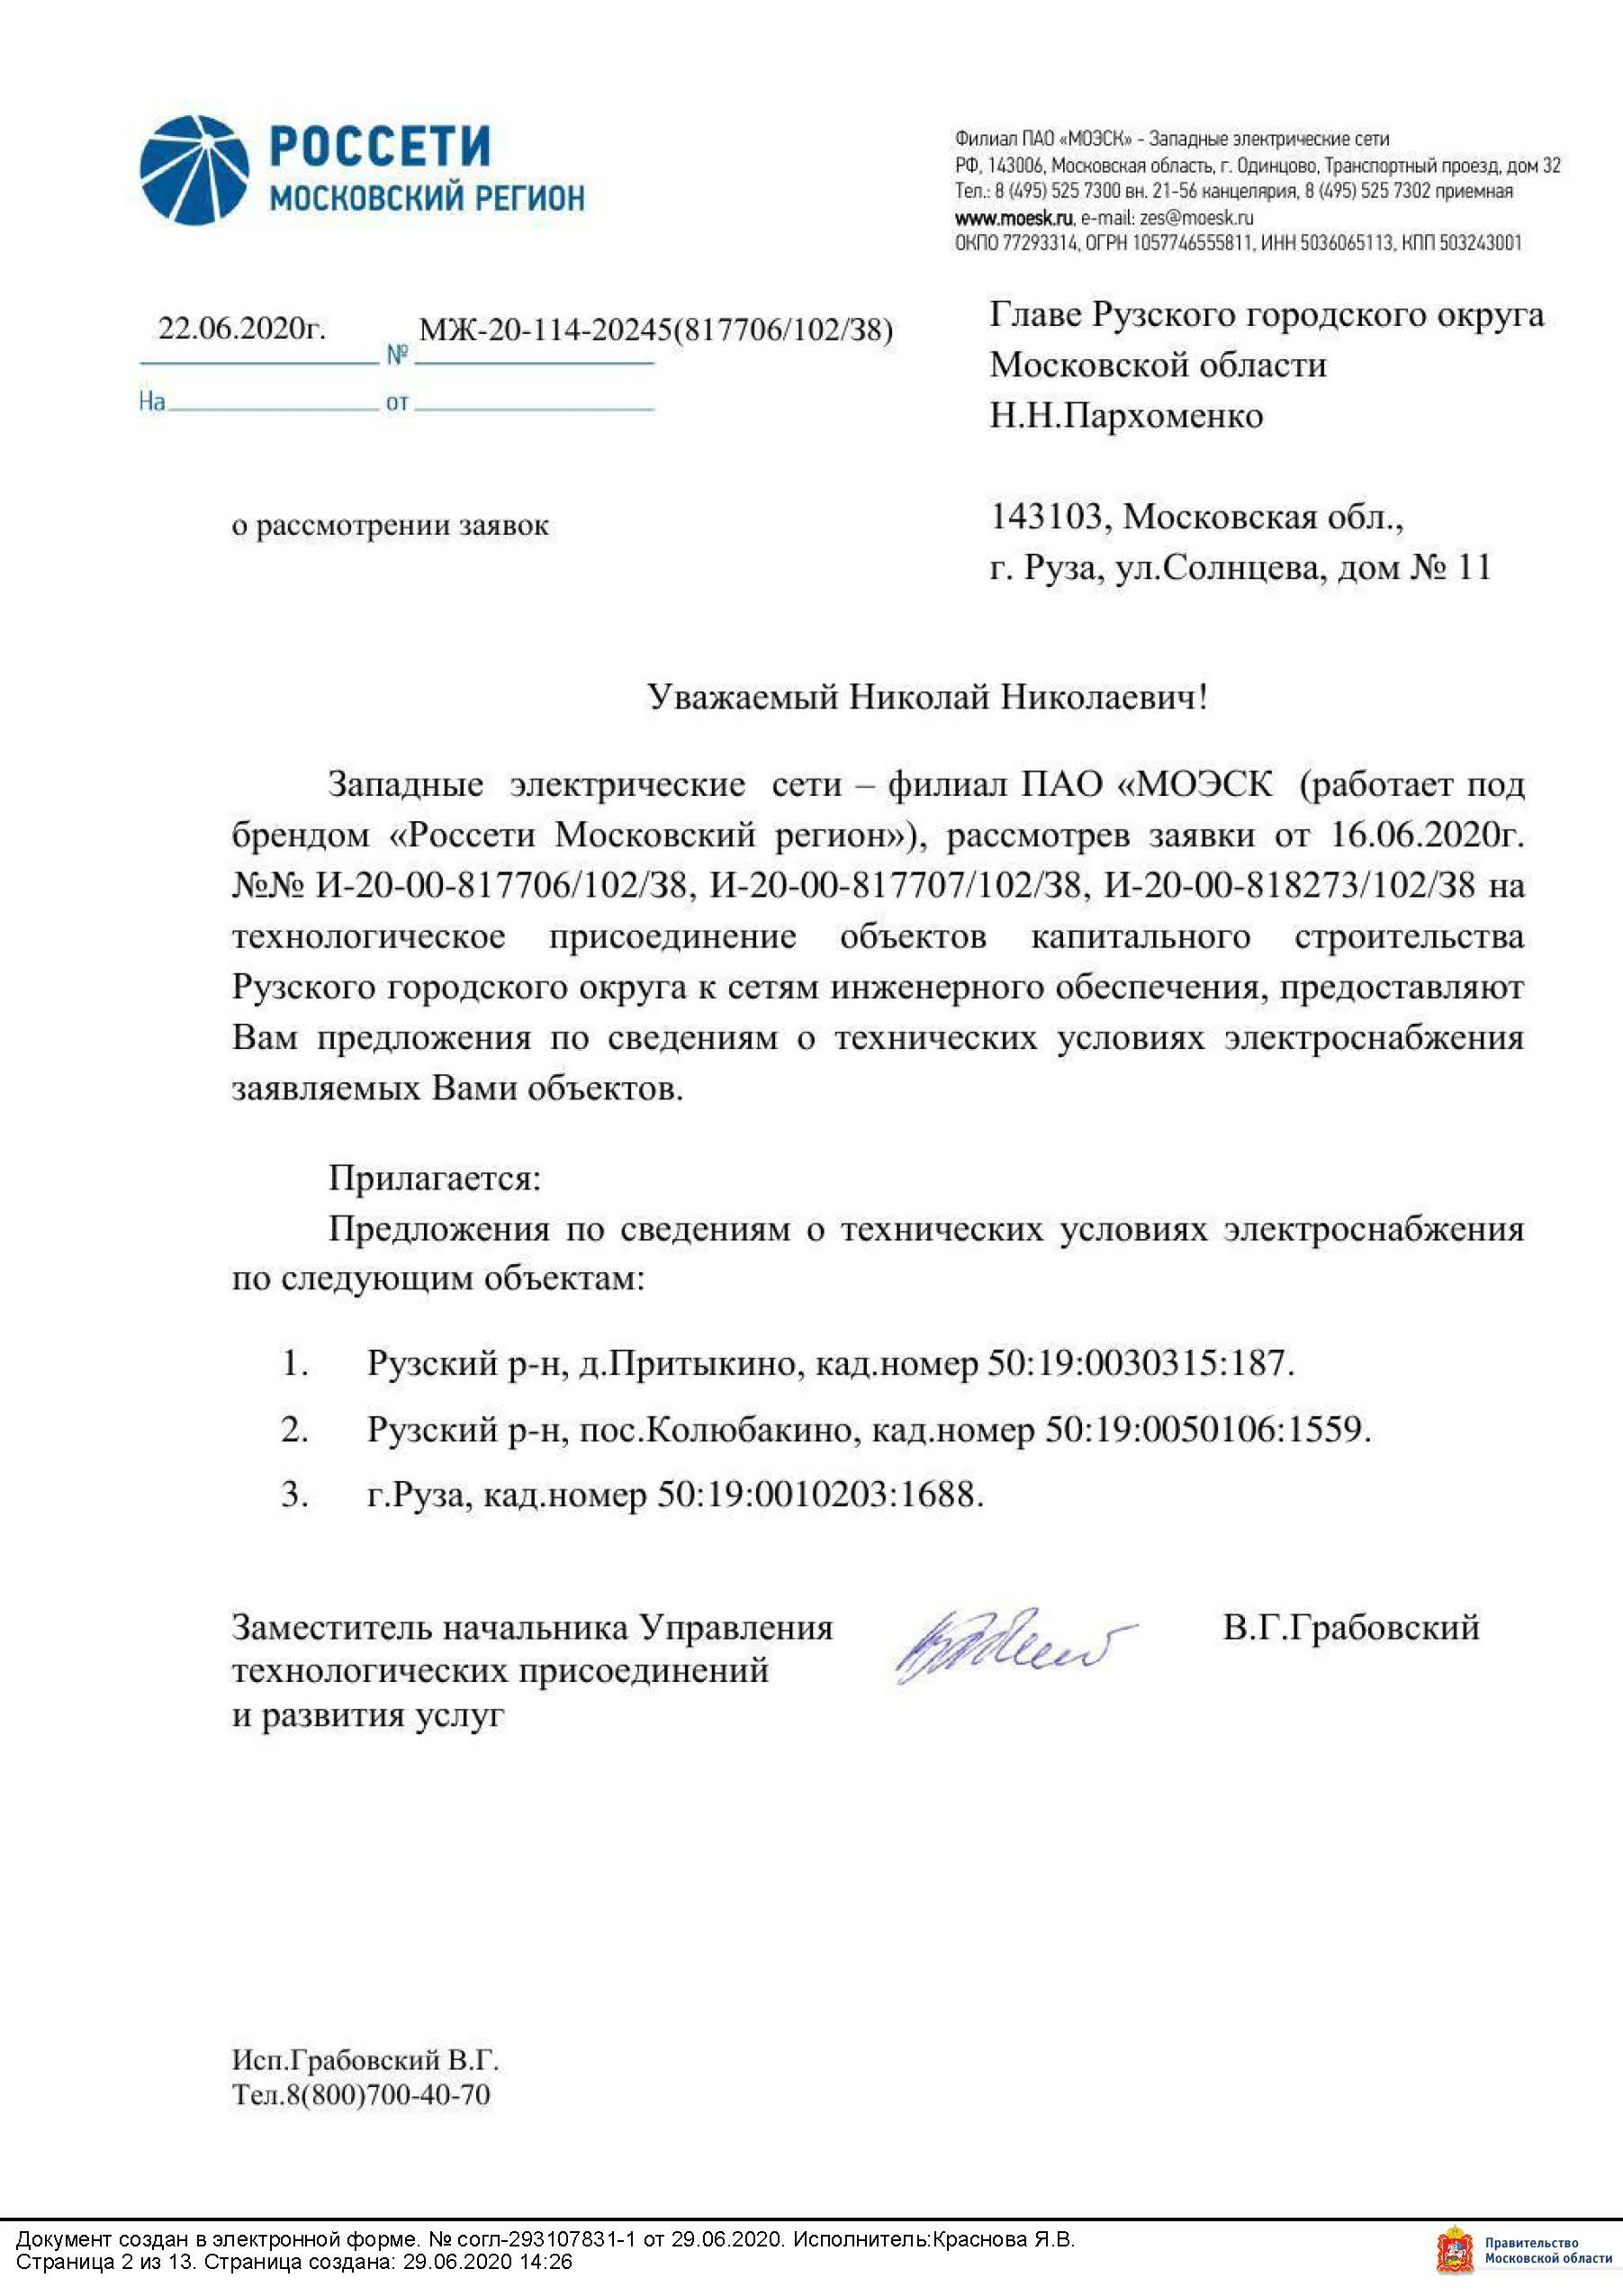 РОССЕТИ
МОСКОВСКИЙ РЕГИОН
Филиал ПАО «МОЭСК» - Западные электрические сети
РФ, 143006, Московская область, г. Одинцово, Транспортный проезд, дом 32
Тел.: 8 (495) 525 7300 вн. 21-56 канцелярия, 8 (495) 525 7302 приемная
www.moesk.ru, e-mail: zes@moesk.ru
ОКПО 77293314, ОГРН 1057746555811, ИНН 5036065113, КПП 503243001
22.06.2020г. № МЖ-20-114-20245(817706/102/38)
На от
Главе Рузского городского округа
Московской области
Н.Н.Пархоменко
о рассмотрении заявок
143103, Московская обл.,
г. Руза, ул.Солнцева, дом № 11
Уважаемый Николай Николаевич!
Западные электрические сети – филиал ПАО «МОЭСК (работает под
брендом «Россети Московский регион»), рассмотрев заявки от 16.06.2020г.
№№ И-20-00-817706/102/38, И-20-00-817707/102/38, И-20-00-818273/102/38 на
технологическое присоединение объектов капитального строительства
Рузского городского округа к сетям инженерного обеспечения, предоставляют
Вам предложения по сведениям о технических условиях электроснабжения
заявляемых Вами объектов.
Прилагается:
Предложения по сведениям о технических условиях электроснабжения
по следующим объектам:
1. Рузский р-н, д.Притыкино, кад.номер 50:19:0030315:187.
2. Рузский р-н, пос.Колюбакино, кад.номер 50:19:0050106:1559.
3. г.Руза, кад.номер 50:19:0010203:1688.
Заместитель начальника Управления
технологических присоединений
и развития услуг
В.Г.Грабовский
Исп.Грабовский В.Г.
Тел.8(800)700-40-70
Документ создан в электронной форме. № согл-293107831-1 от 29.06.2020. Исполнитель:Краснова Я.В.
Страница 2 из 13. Страница создана: 29.06.2020 14:26
Правительство
Московской области